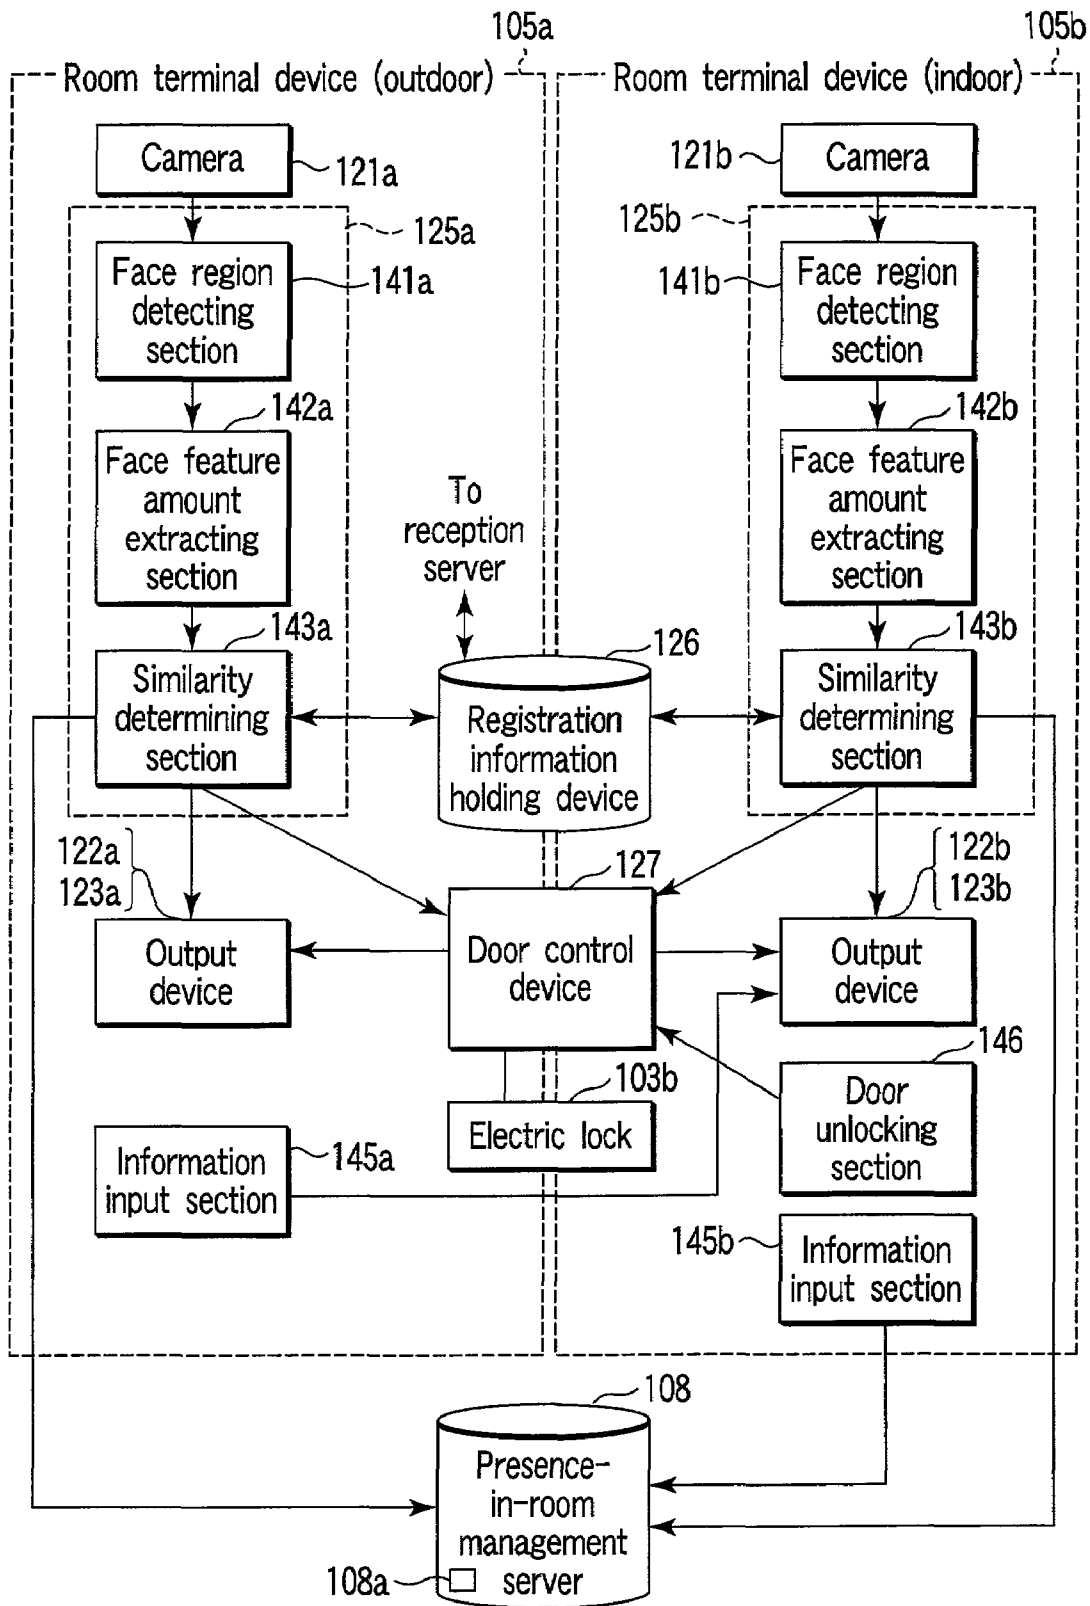 105a
105b
Room terminal device (outdoor)
Room terminal device (indoor)
Camera
121a
121b
Camera
125a
125b
Face region
detecting
section
141a
141b
Face region
detecting
section
142a
142b
Face feature
amount
extracting
section
To
reception
server
Face feature
amount
extracting
section
143a
126
143b
Similarity
determining
section
Registration
information
holding device
Similarity
determining
section
122a
123a
127
122b
123b
Output
device
Door control
device
Output
device
146
103b
Electric lock
Door
unlocking
section
Information
input section
145a
145b
Information
input section
108
Presence-
in-room
management
server
108a